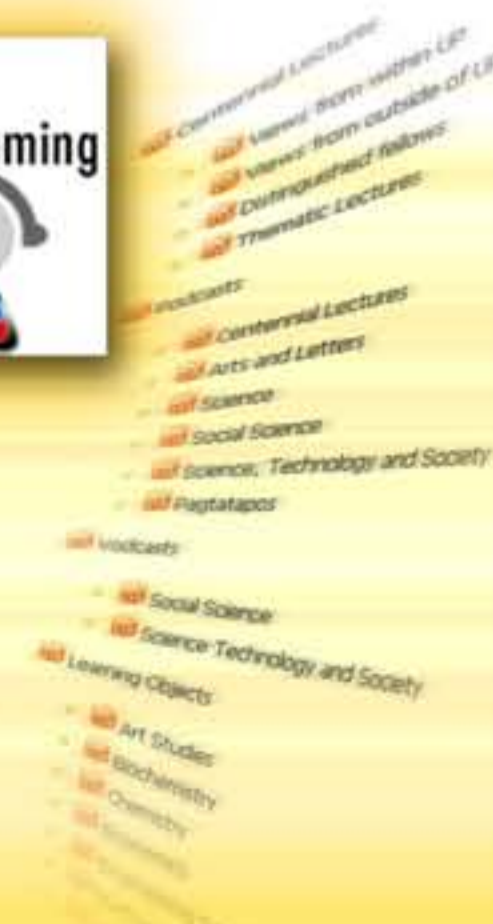 ming
Centennial Lectures
Views from within UP
Views from outside of
Distinguished fellows
Thematic Lectures
Podcasts
Centennial Lectures
Arts and Letters
Science
Social Science
Science, Technology and Society
Pagtatapos
Vodcasts
Social Science
Science Technology and Society
Learning Objects
Art Studies
Biochemistry
Chemistry